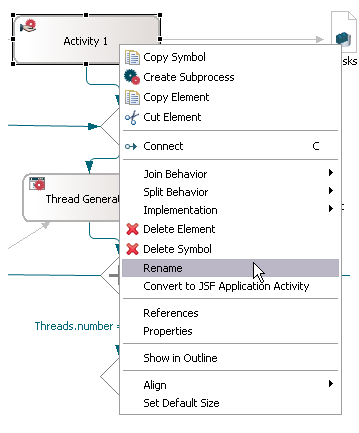 Activity 1
Copy Symbol
sks
Create Subprocess
Copy Element
Cut Element
Connect C
Join Behavior
Thread Genera
Split Behavior
Implementation
Delete Element
Delete Symbol
Rename
Convert to JSF Application Activity
References
Threads.number =
Properties
Show in Outline
Align
Set Default Size